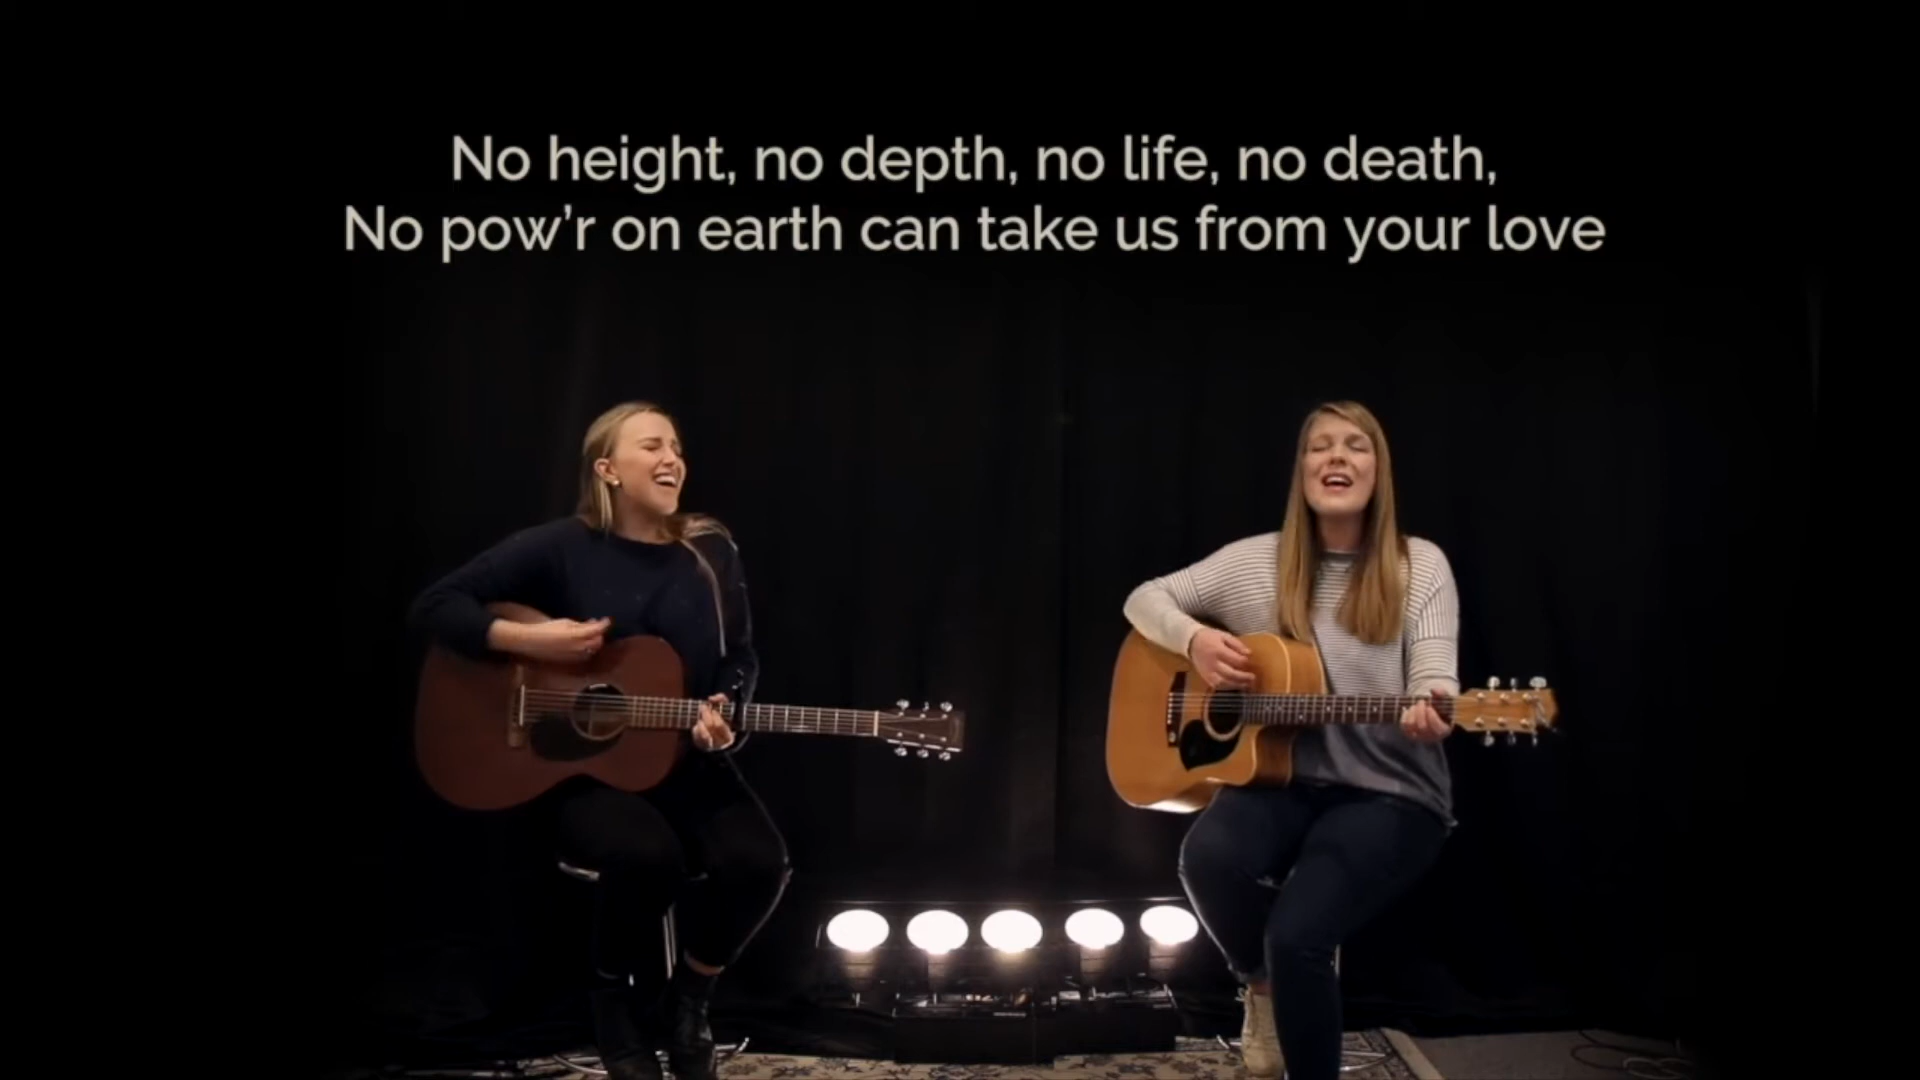 No height, no depth, no life, no death,
No pow’r on earth can take us from your love